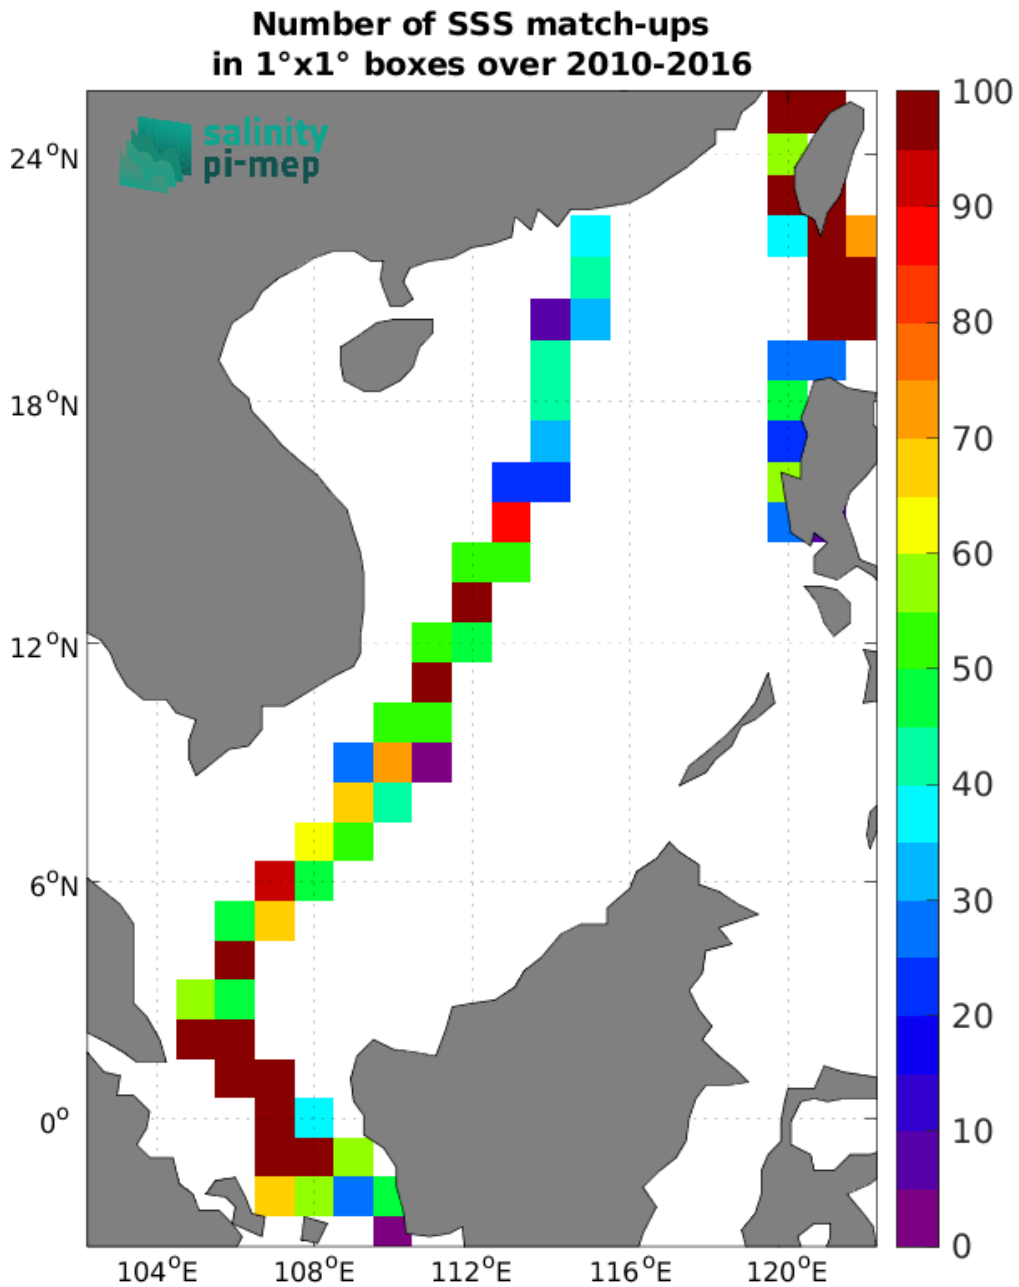 Number of SSS match-ups
in 1°x1° boxes over 2010-2016
salinity
pi-mep
24°N
18°N
12°N
6°N
0°
104°E 108°E 112°E 116°E 120°E
100
90
80
70
60
50
40
30
20
10
0